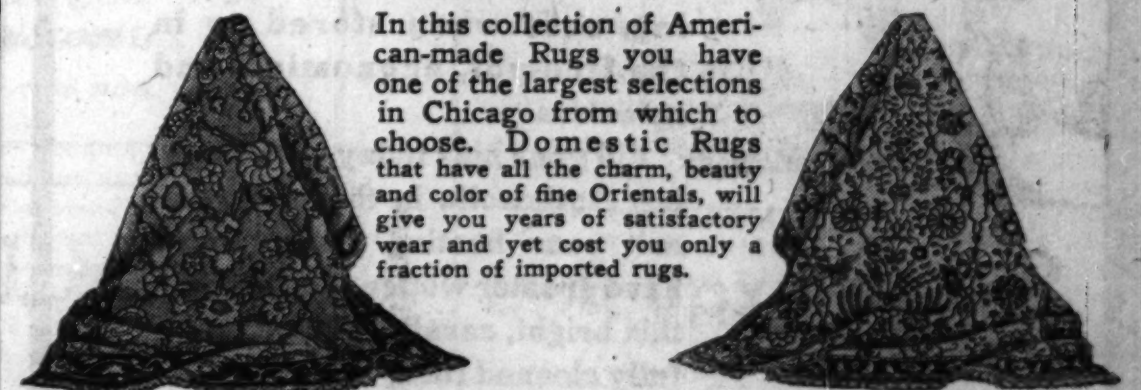 In this collection of Ameri-
can-made Rugs you have
one of the largest selections
in Chicago from which to
choose. Domestic Rugs
that have all the charm, beauty
and color of fine Orientals, will
give you years of satisfactory
wear and yet cost you only a
fraction of imported rugs.